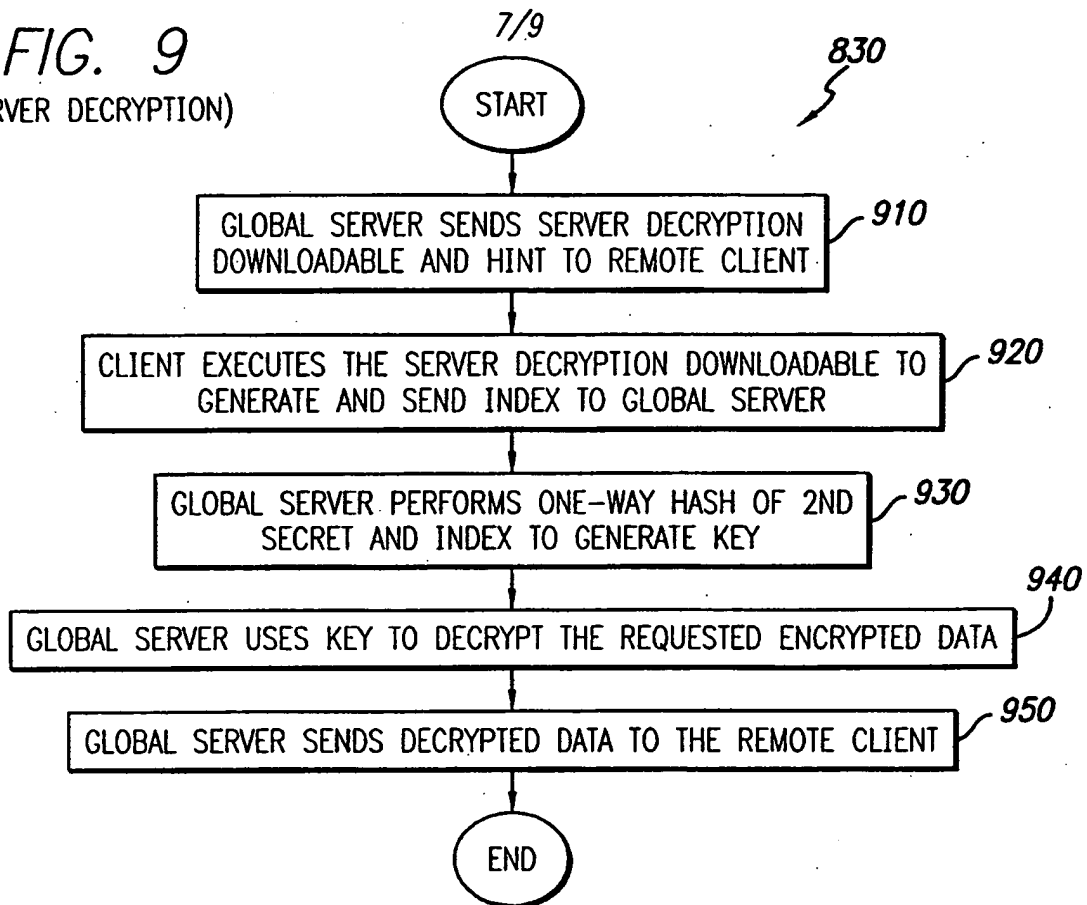 FIG. 9
RVER DECRYPTION)
7/9
830
START
GLOBAL SERVER SENDS SERVER DECRYPTION
DOWNLOADABLE AND HINT TO REMOTE CLIENT
910
CLIENT EXECUTES THE SERVER DECRYPTION DOWNLOADABLE TO
GENERATE AND SEND INDEX TO GLOBAL SERVER
920
GLOBAL SERVER PERFORMS ONE-WAY HASH OF 2ND
SECRET AND INDEX TO GENERATE KEY
930
GLOBAL SERVER USES KEY TO DECRYPT THE REQUESTED ENCRYPTED DATA
940
GLOBAL SERVER SENDS DECRYPTED DATA TO THE REMOTE CLIENT
950
END